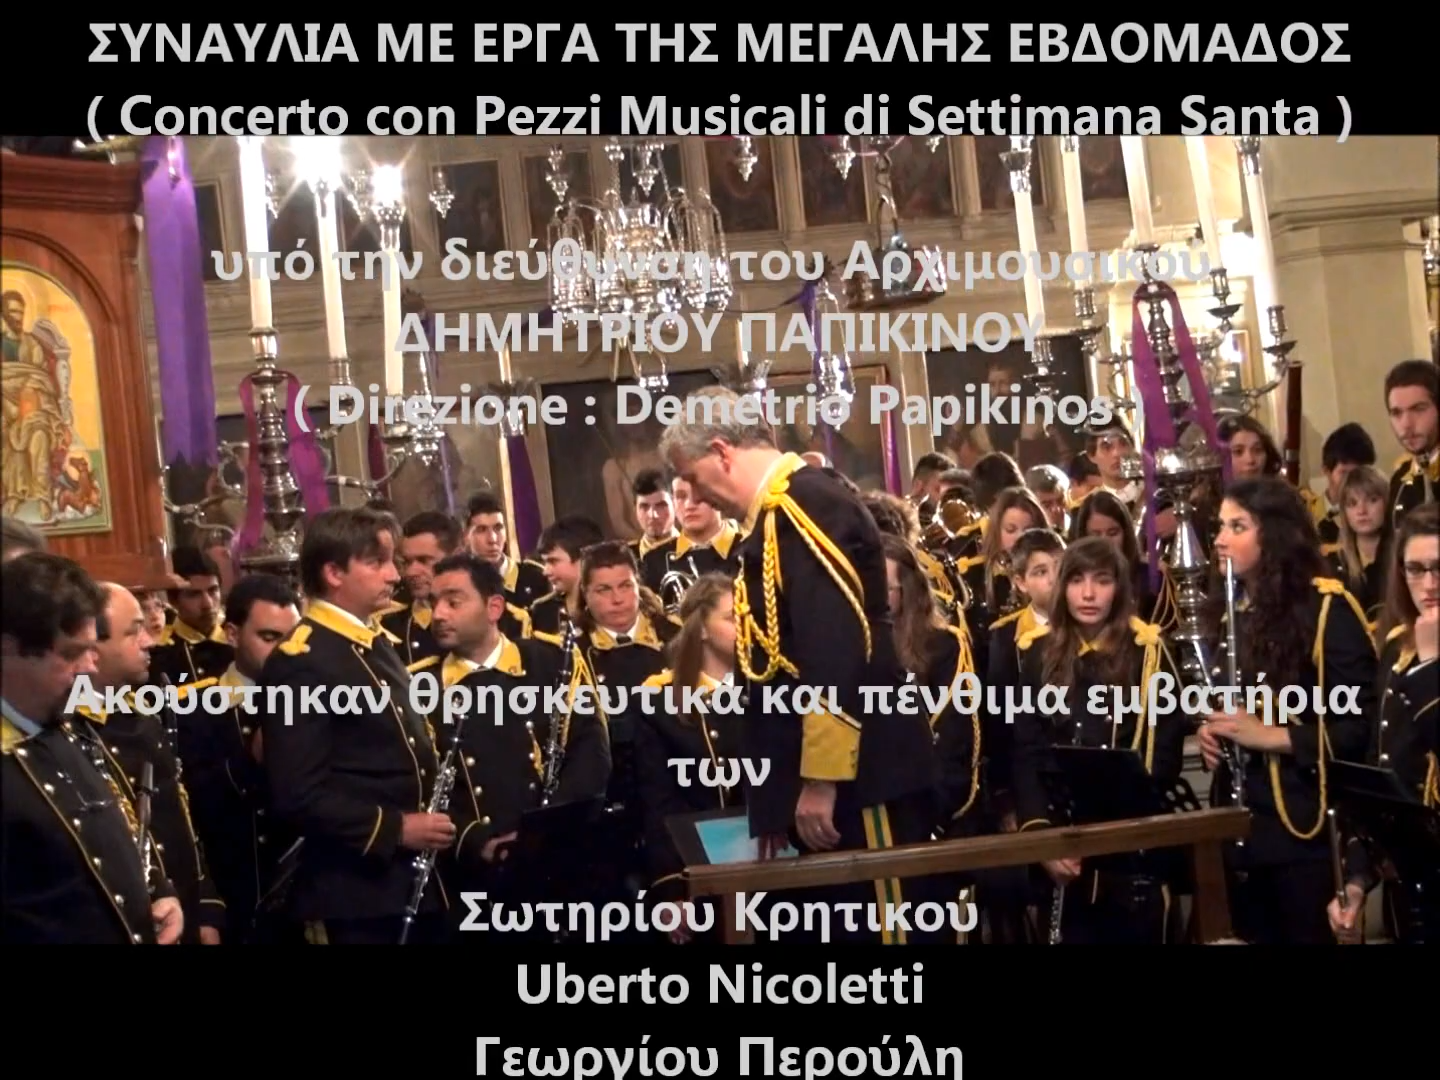 ΣΥΝΑΥΛΙΑ ΜΕ ΕΡΓΑ ΤΗΣ ΜΕΓΑΛΗΣ ΕΒΔΟΜΑΔΟΣ
( Concerto con Pezzi Musicali di Settimana Santa )
υπό την διεύθυνση του Αρχιμουσικού
ΔΗΜΗΤΡΙΟΥ ΠΑΠΙΚΙΝΟΥ
( Direzione : Demetrio Papikinos )
Ακούστηκαν θρησκευτικά και πένθιμα εμβατήρια
των
Σωτηρίου Κρητικού
Uberto Nicoletti
Γεωργίου Περούλη